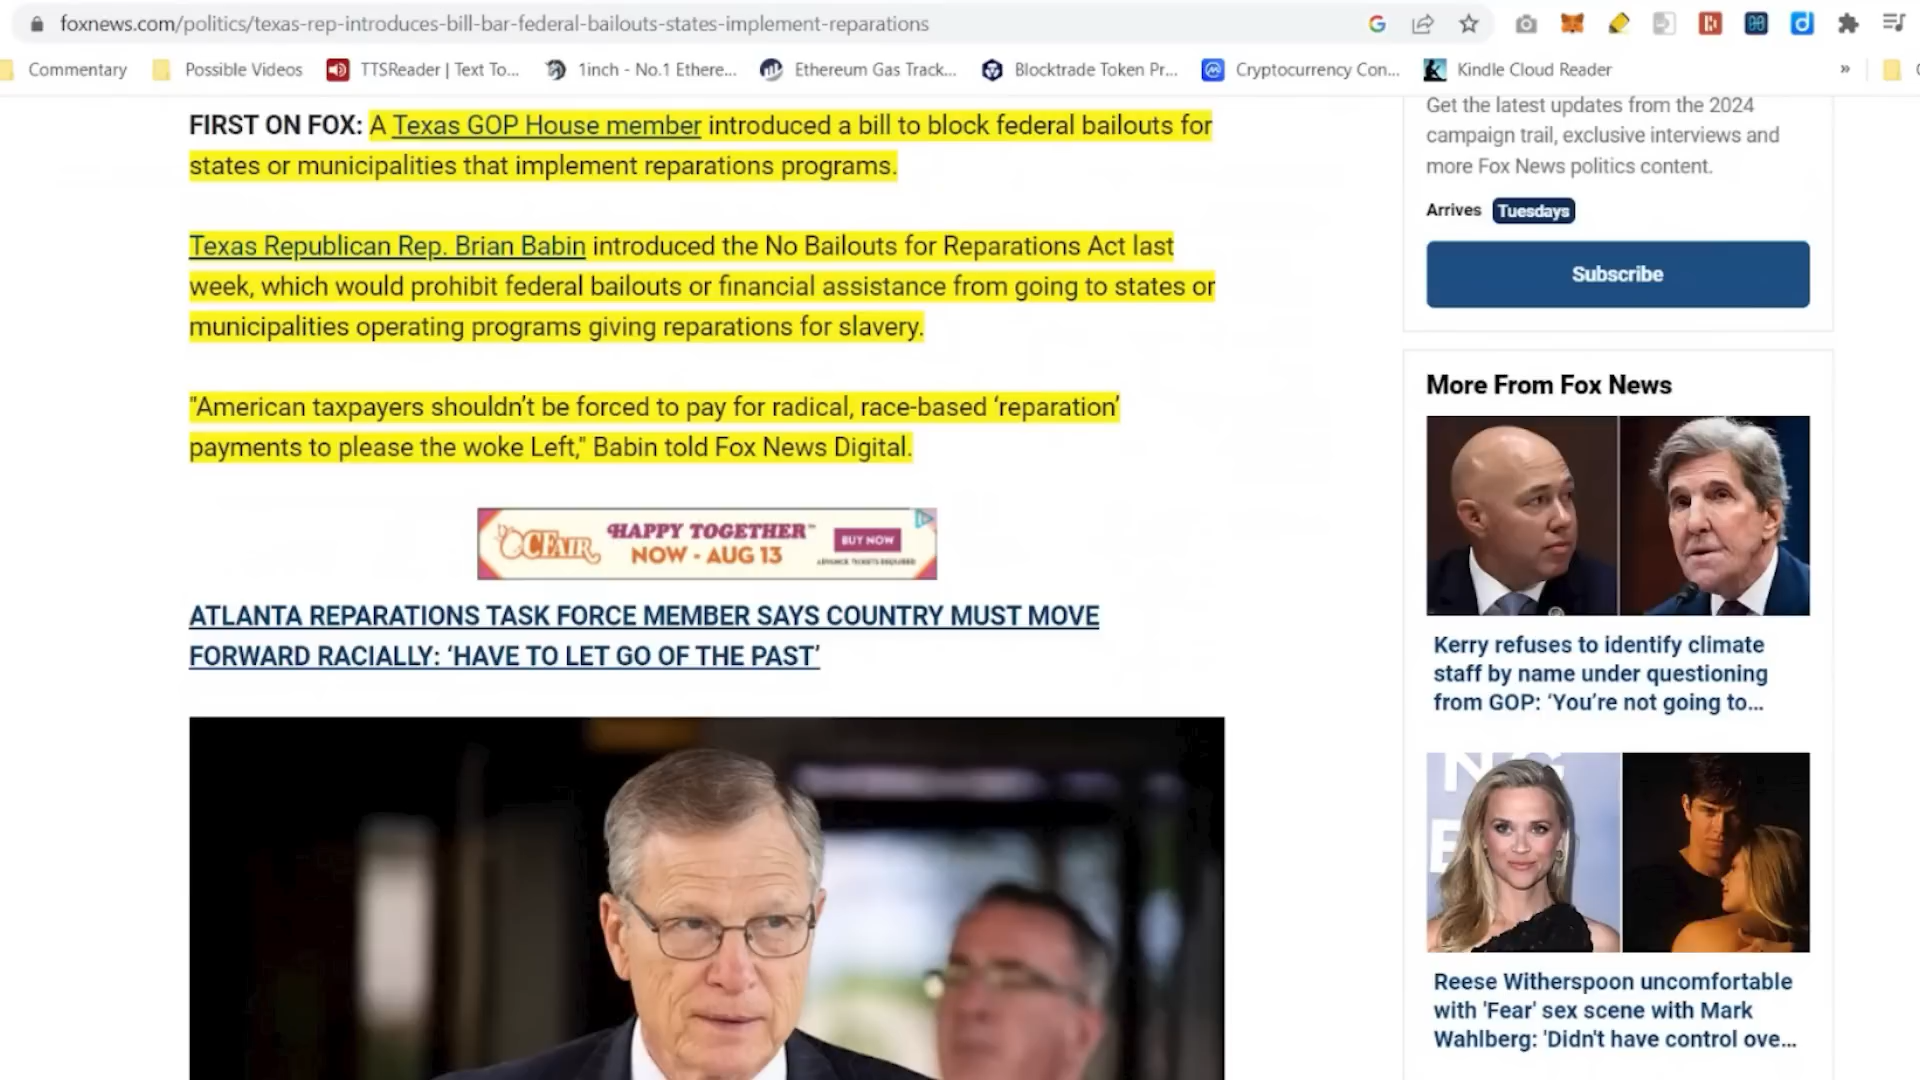 foxnews.com/politics/texas-rep-introduces-bill-bar-federal-bailouts-states-implement-reparations
Commentary
Possible Videos
TTSReader | Text To...
1inch - No.1 Ethere...
Ethereum Gas Track...
Blocktrade Token Pr...
Cryptocurrency Con...
Kindle Cloud Reader
»
FIRST ON FOX: A Texas GOP House member introduced a bill to block federal bailouts for
states or municipalities that implement reparations programs.
Texas Republican Rep. Brian Babin introduced the No Bailouts for Reparations Act last
week, which would prohibit federal bailouts or financial assistance from going to states or
municipalities operating programs giving reparations for slavery.
"American taxpayers shouldn’t be forced to pay for radical, race-based ‘reparation’
payments to please the woke Left," Babin told Fox News Digital.
OCFAIR
HAPPY TOGETHER™
NOW - AUG 13
BUY NOW
ADVANCE TICKETS REQUIRED
ATLANTA REPARATIONS TASK FORCE MEMBER SAYS COUNTRY MUST MOVE
FORWARD RACIALLY: ‘HAVE TO LET GO OF THE PAST’
Get the latest updates from the 2024
campaign trail, exclusive interviews and
more Fox News politics content.
Arrives Tuesdays
Subscribe
More From Fox News
Kerry refuses to identify climate
staff by name under questioning
from GOP: ‘You’re not going to...
Reese Witherspoon uncomfortable
with 'Fear' sex scene with Mark
Wahlberg: 'Didn't have control ove...